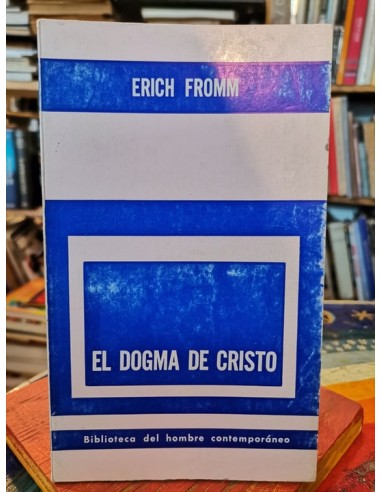 ERICH FROMM
EL DOGMA DE CRISTO
Biblioteca del hombre contemporáneo